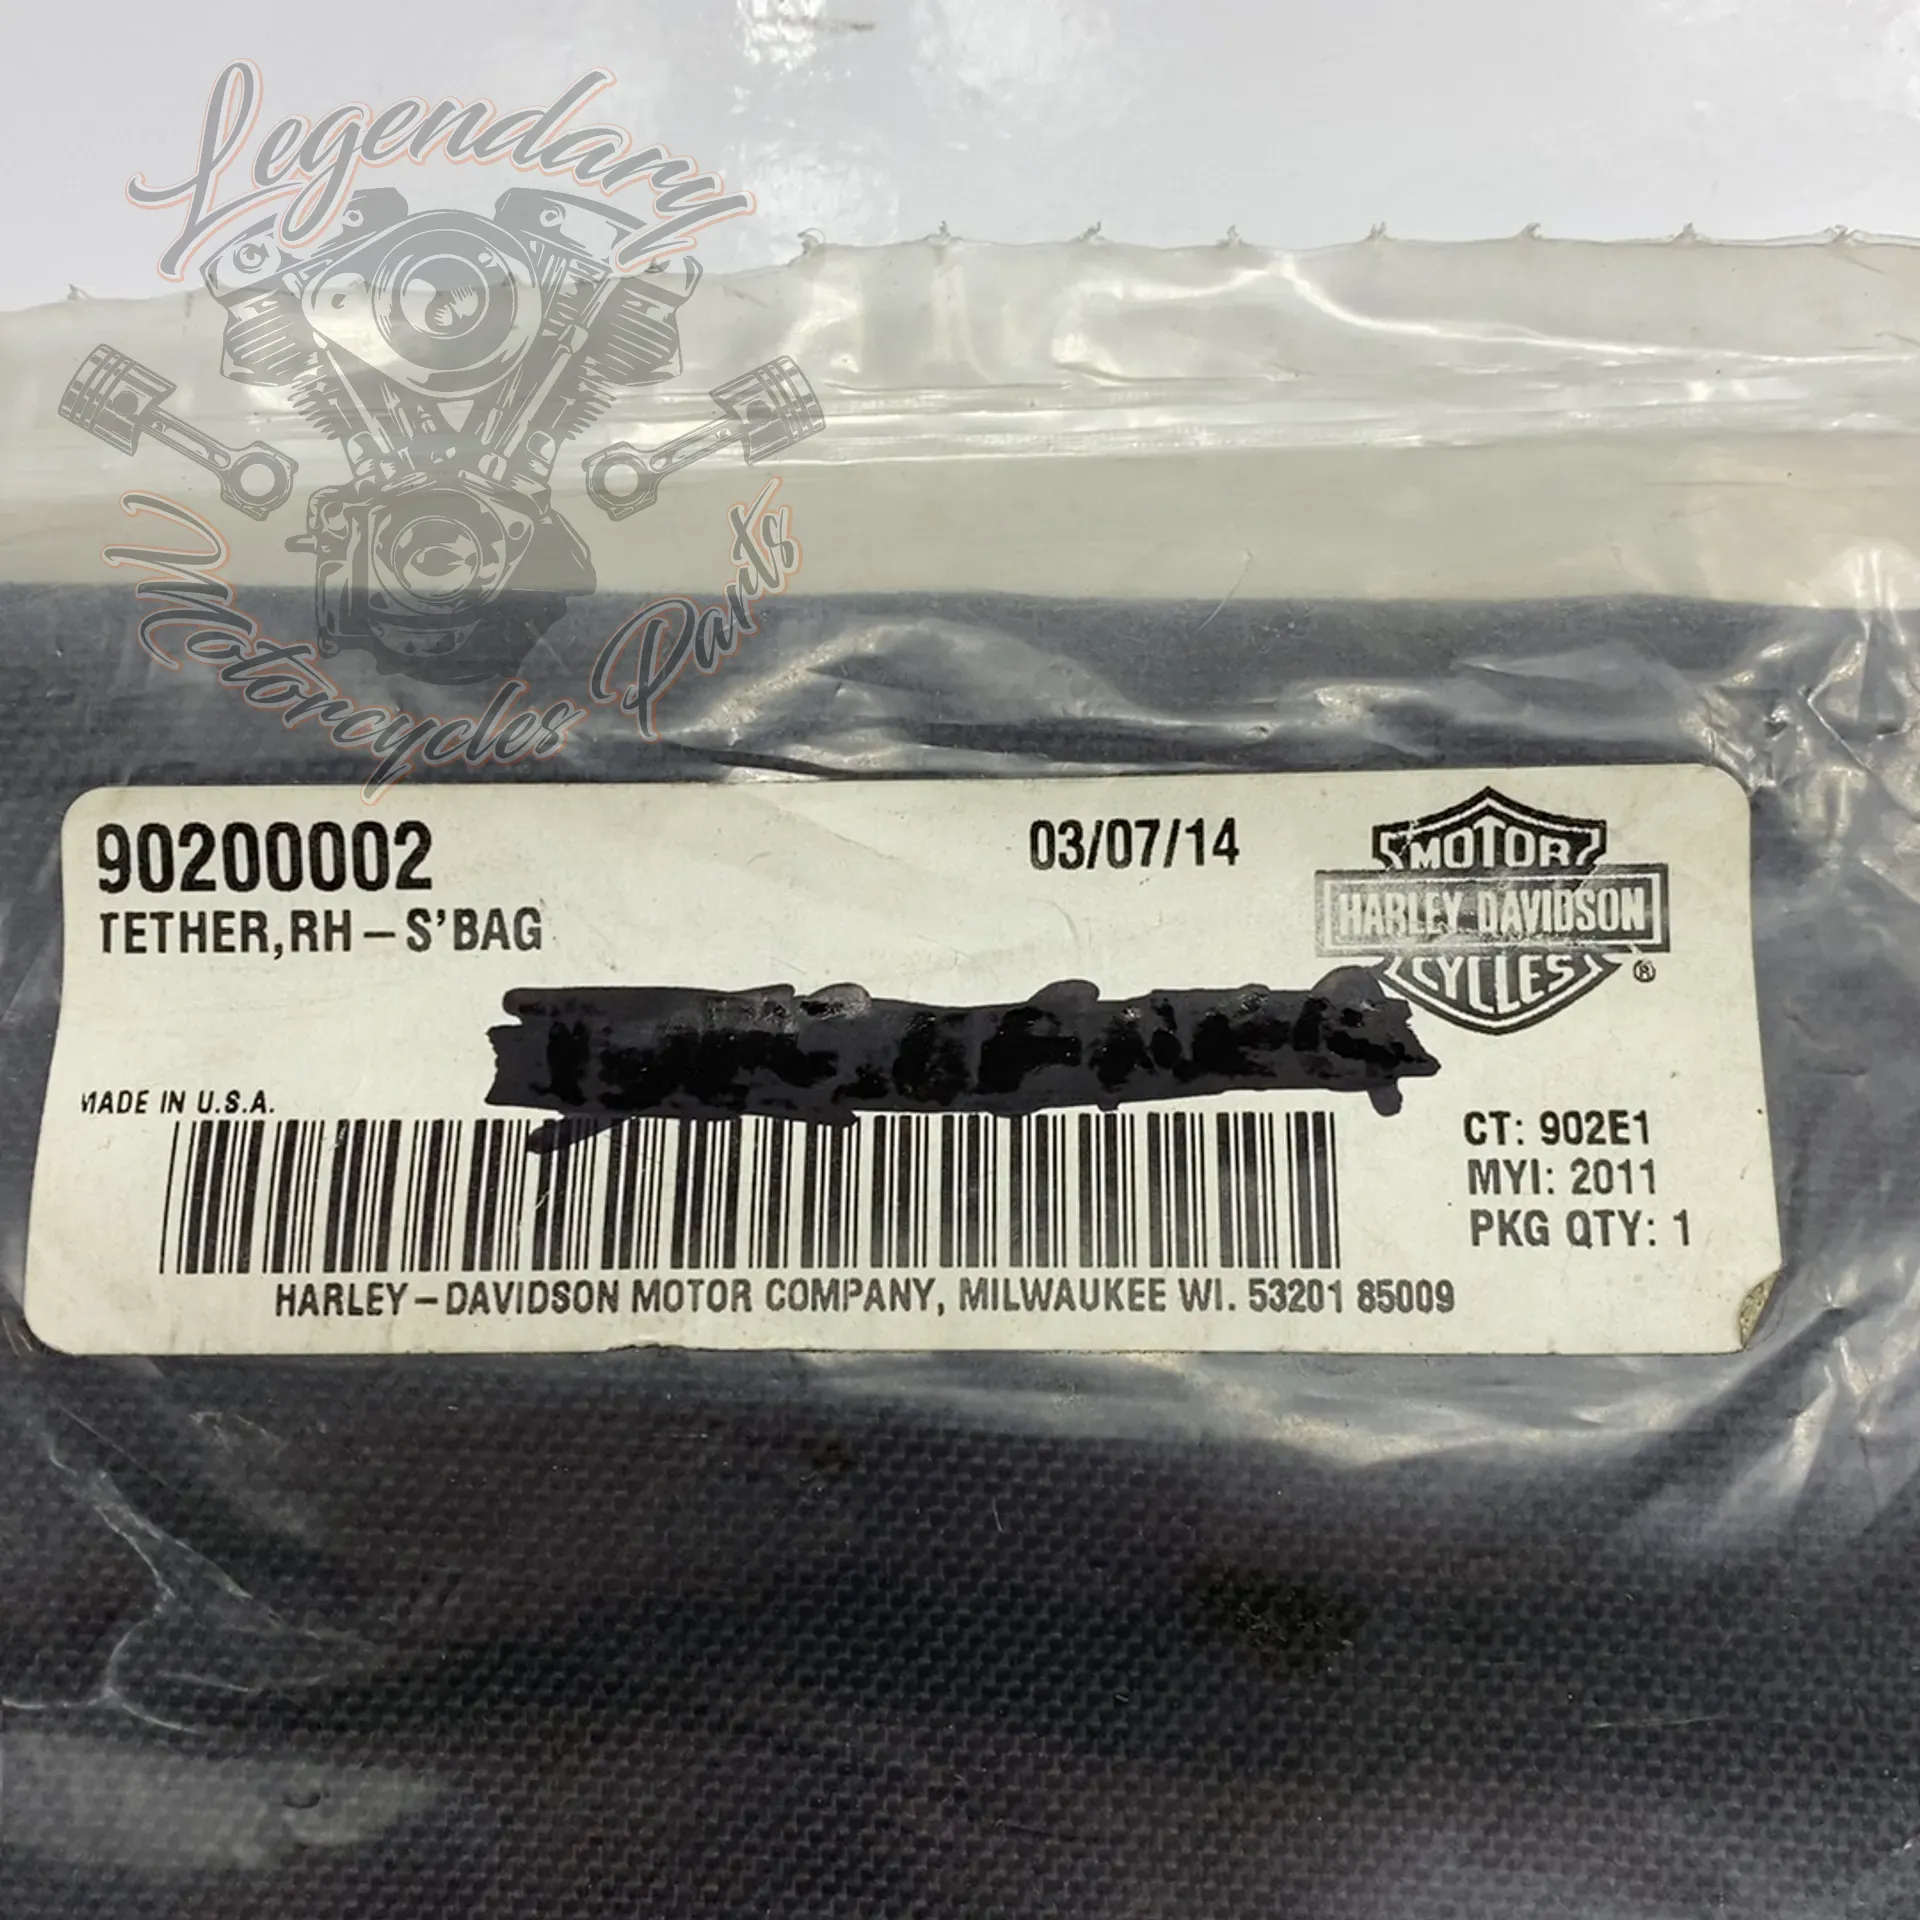 Legendary
Motorcycles Parts
90200002
03/07/14
TETHER,RH-S'BAG
MOTOR
HARLEY-DAVIDSON
CYCLES
®
MADE IN U.S.A.
CT: 902E1
MYI: 2011
PKG QTY: 1
HARLEY-DAVIDSON MOTOR COMPANY, MILWAUKEE WI. 53201 85009